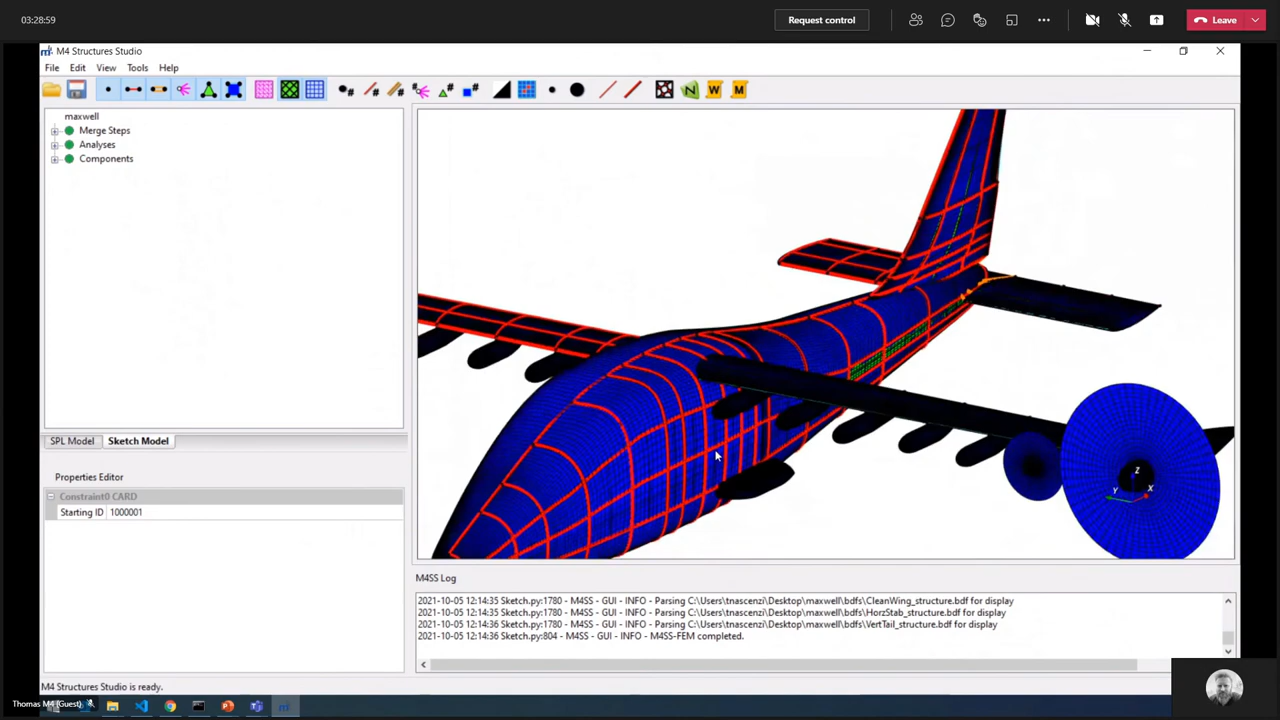 03:28:59
Request control
Leave
M4 Structures Studio
File Edit View Tools Help
maxwell
Merge Steps
Analyses
Components
SPL Model Sketch Model
Properties Editor
Constraint0 CARD
Starting ID 1000001
Z
Y X
M4SS Log
2021-10-05 12:14:35 Sketch.py:1780 - M4SS - GUI - INFO - Parsing C:\Users\tnascenzi\Desktop\maxwell\bdfs\CleanWing_structure.bdf for display
2021-10-05 12:14:35 Sketch.py:1780 - M4SS - GUI - INFO - Parsing C:\Users\tnascenzi\Desktop\maxwell\bdfs\HorzStab_structure.bdf for display
2021-10-05 12:14:36 Sketch.py:1780 - M4SS - GUI - INFO - Parsing C:\Users\tnascenzi\Desktop\maxwell\bdfs\VertTail_structure.bdf for display
2021-10-05 12:14:36 Sketch.py:804 - M4SS - GUI - INFO - M4SS-FEM completed.
M4 Structures Studio is ready.
Thomas M4 (Guest)